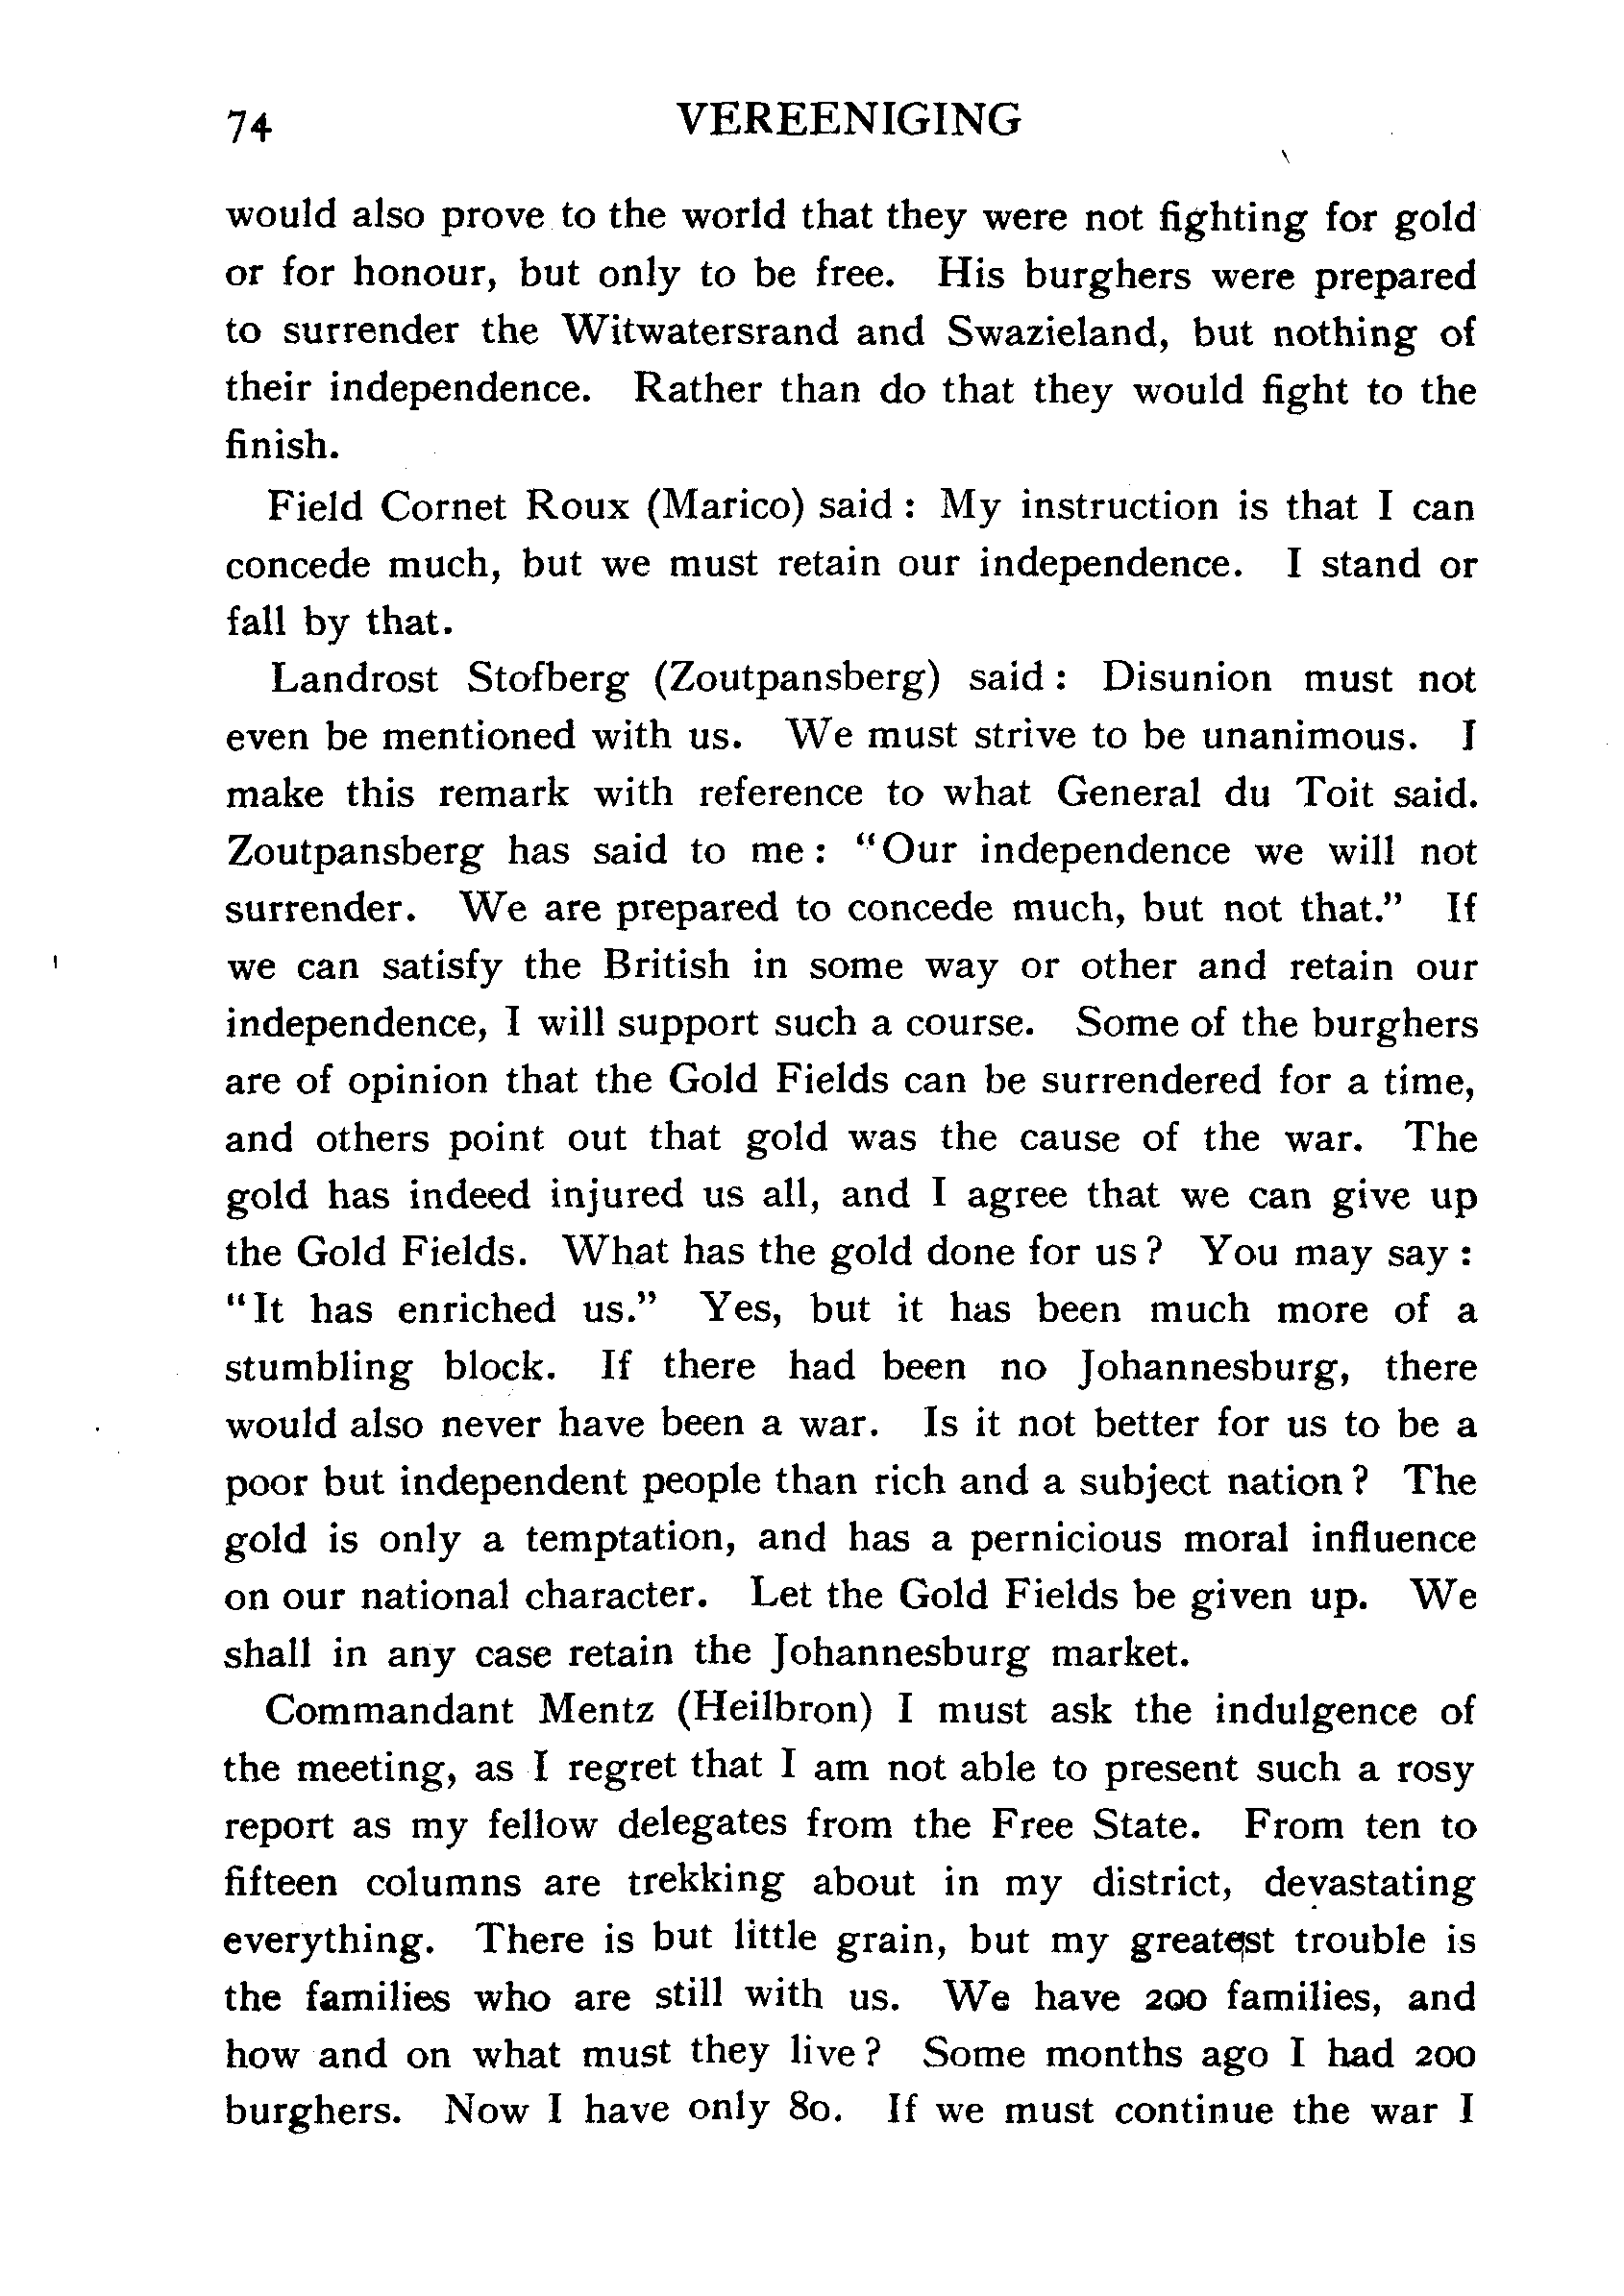 74 VEREENIGING
would also prove to the world that they were not fighting for gold
or for honour, but only to be free. His burghers were prepared
to surrender the Witwatersrand and Swazieland, but nothing of
their independence. Rather than do that they would fight to the
finish.
Field Cornet Roux (Marico) said : My instruction is that I can
concede much, but we must retain our independence. I stand or
fall by that.
Landrost Stofberg (Zoutpansberg) said : Disunion must not
even be mentioned with us. We must strive to be unanimous. I
make this remark with reference to what General du Toit said.
Zoutpansberg has said to me : "Our independence we will not
surrender. We are prepared to concede much, but not that." If
we can satisfy the British in some way or other and retain our
independence, I will support such a course. Some of the burghers
are of opinion that the Gold Fields can be surrendered for a time,
and others point out that gold was the cause of the war. The
gold has indeed injured us all, and I agree that we can give up
the Gold Fields. What has the gold done for us ? You may say :
"It has enriched us." Yes, but it has been much more of a
stumbling block. If there had been no Johannesburg, there
would also never have been a war. Is it not better for us to be a
poor but independent people than rich and a subject nation ? The
gold is only a temptation, and has a pernicious moral influence
on our national character. Let the Gold Fields be given up. We
shall in any case retain the Johannesburg market.
Commandant Mentz (Heilbron) I must ask the indulgence of
the meeting, as I regret that I am not able to present such a rosy
report as my fellow delegates from the Free State. From ten to
fifteen columns are trekking about in my district, devastating
everything. There is but little grain, but my greatest trouble is
the families who are still with us. We have 200 families, and
how and on what must they live ? Some months ago I had 200
burghers. Now I have only 80. If we must continue the war I